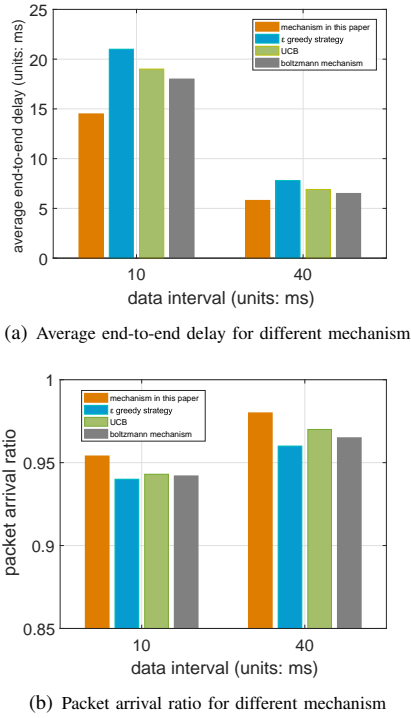 25
20
15
10
5
0
average end-to-end delay (units: ms)
mechanism in this paper
ε greedy strategy
UCB
boltzmann mechanism
10 40
data interval (units: ms)
(a) Average end-to-end delay for different mechanism
1
0.95
0.9
0.85
packet arrival ratio
mechanism in this paper
ε greedy strategy
UCB
boltzmann mechanism
10 40
data interval (units: ms)
(b) Packet arrival ratio for different mechanism